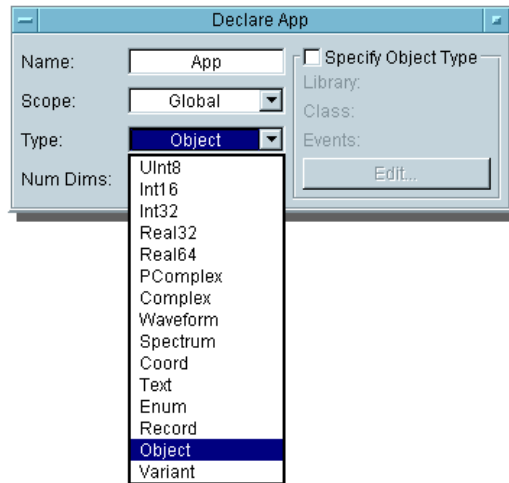 Declare App
Name: App
Scope: Global
Type: Object
Num Dims:
Specify Object Type
Library:
Class:
Events:
Edit...
UInt8
Int16
Int32
Real32
Real64
PComplex
Complex
Waveform
Spectrum
Coord
Text
Enum
Record
Object
Variant